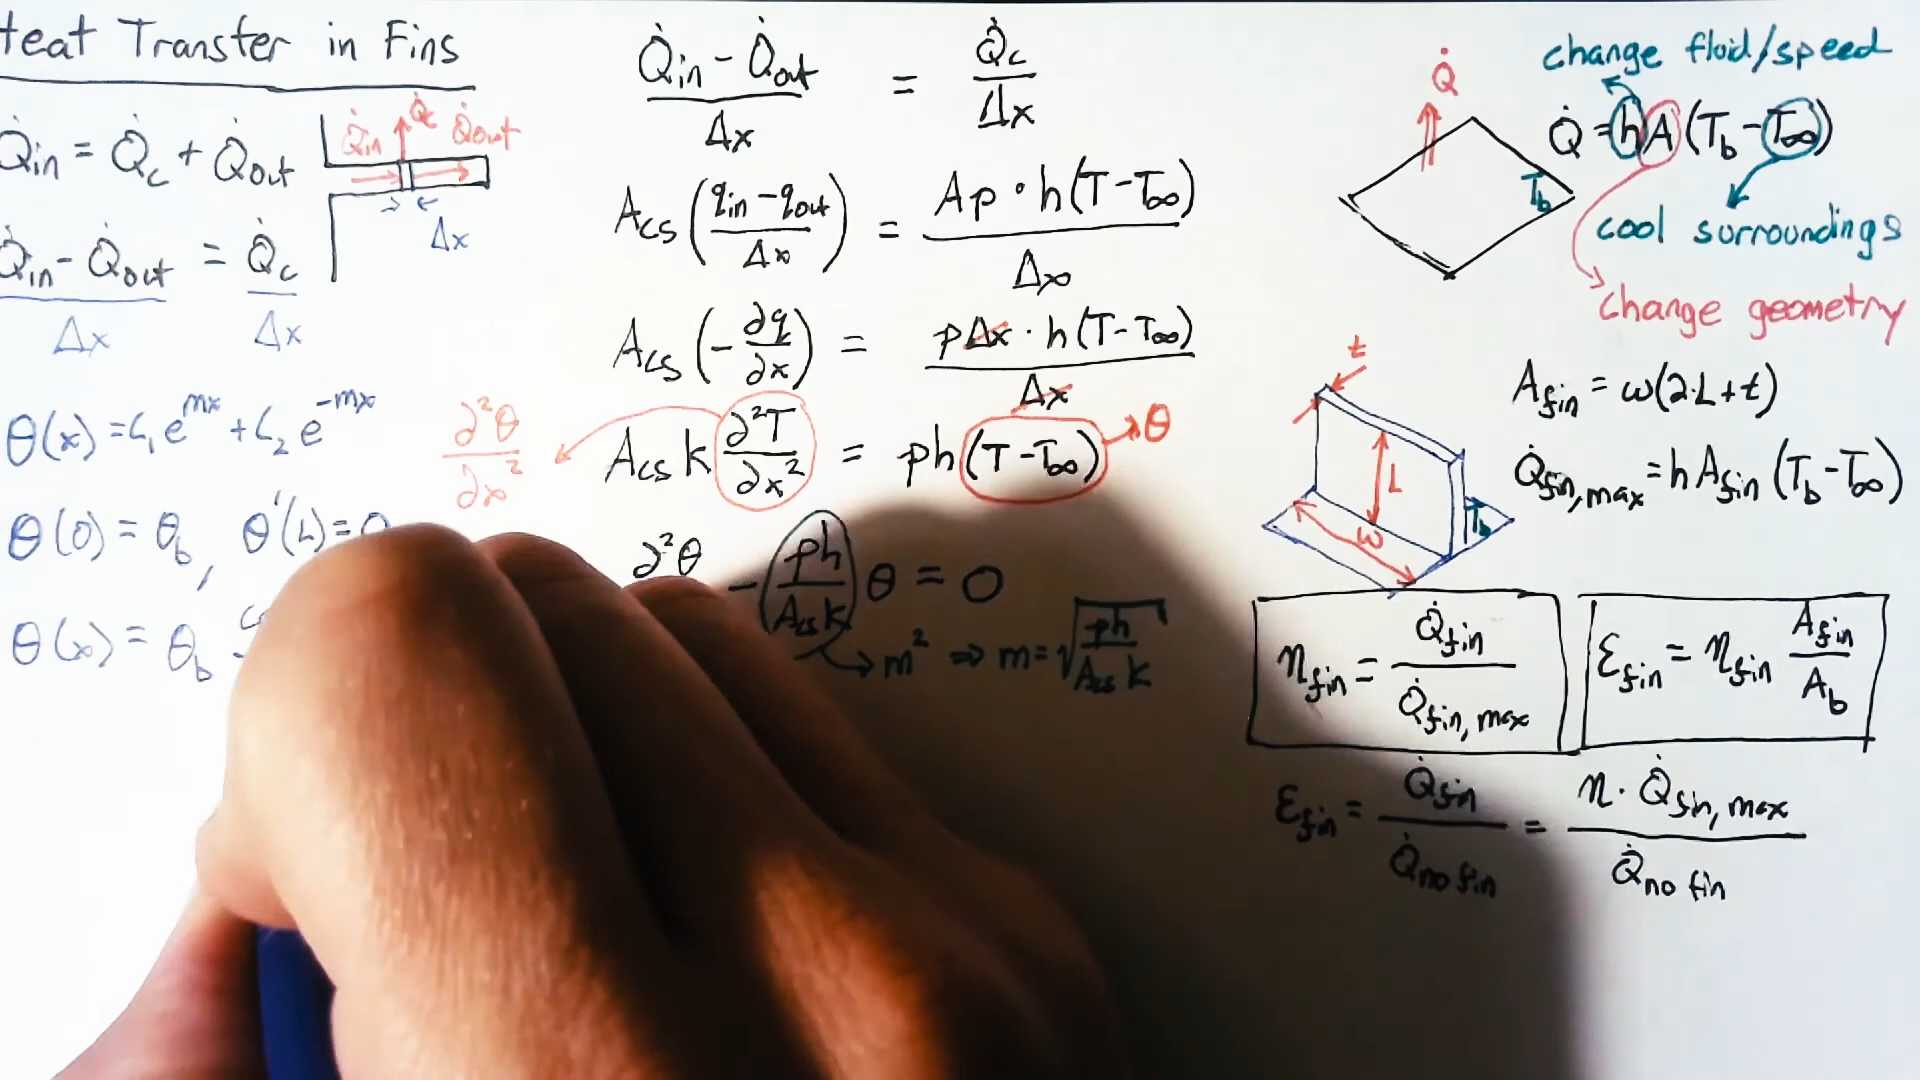 Heat Transfer in Fins
Q̇in = Q̇c + Q̇out
Q̇in Q̇c Q̇out
Δx
Q̇in - Q̇out / Δx = Q̇c / Δx
θ(x) = C₁e^mx + C₂e^-mx
θ(0) = θb, θ'(L) = 0
θ(x) = θb
Q̇in - Q̇out / Δx = Q̇c / Δx
Acs (qin - qout / Δx) = Ap · h(T - T∞) / Δx
Acs (- ∂q / ∂x) = pΔx · h(T - T∞) / Δx
∂²θ / ∂x² Acs k ∂²T / ∂x² = ph (T - T∞) → θ
∂²θ - ph / Acs k θ = 0
→ m² ⇒ m = √ph / Acs k
change fluid/speed
Q̇
Q̇ = hA(Tb - T∞)
Tb
cool surroundings
change geometry
t
L
w
Tb
Afin = w(2·L+t)
Q̇fin,max = hAfin (Tb - T∞)
ηfin = Q̇fin / Q̇fin,max
εfin = ηfin Afin / Ab
εfin = Q̇fin / Q̇no fin = η · Q̇fin,max / Q̇no fin